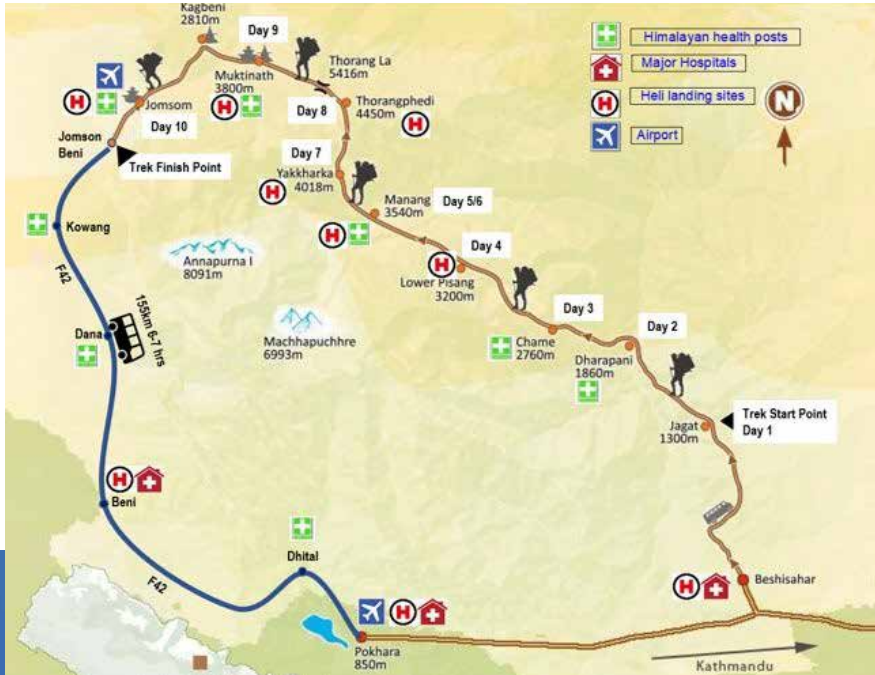 Kagbeni
2810m
Day 9
Himalayan health posts
Major Hospitals
Heli landing sites
Airport
N
Thorang La
5416m
Muktinath
3800m
H
Jomsom
H
H
Day 8
Thorangphedi
4450m
H
Day 10
Jomson
Beni
Trek Finish Point
Day 7
Yakkharka
4018m
H
Manang
3540m
Day 5/6
H
Kowang
Annapurna I
8091m
Day 4
H
Lower Pisang
3200m
F42
155km 6-7 hrs
Machhapuchhre
6993m
Day 3
Chame
2760m
Day 2
Dharapani
1860m
Dana
Trek Start Point
Day 1
Jagat
1300m
H
Beni
F42
Dhital
H
Beshisahar
H
Pokhara
850m
Kathmandu